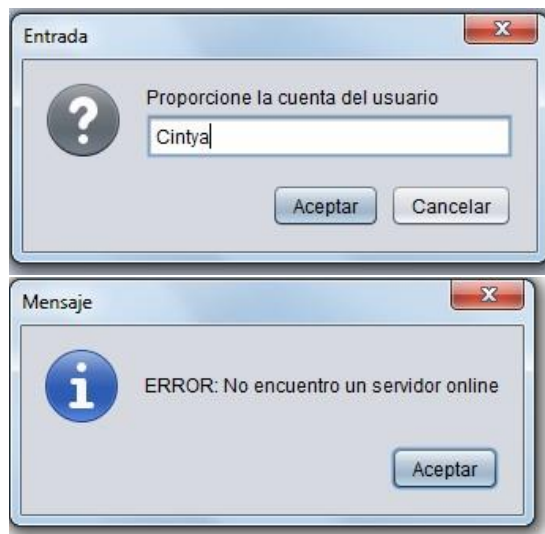 Entrada
Proporcione la cuenta del usuario
Cintya
Aceptar Cancelar
Mensaje
ERROR: No encuentro un servidor online
Aceptar